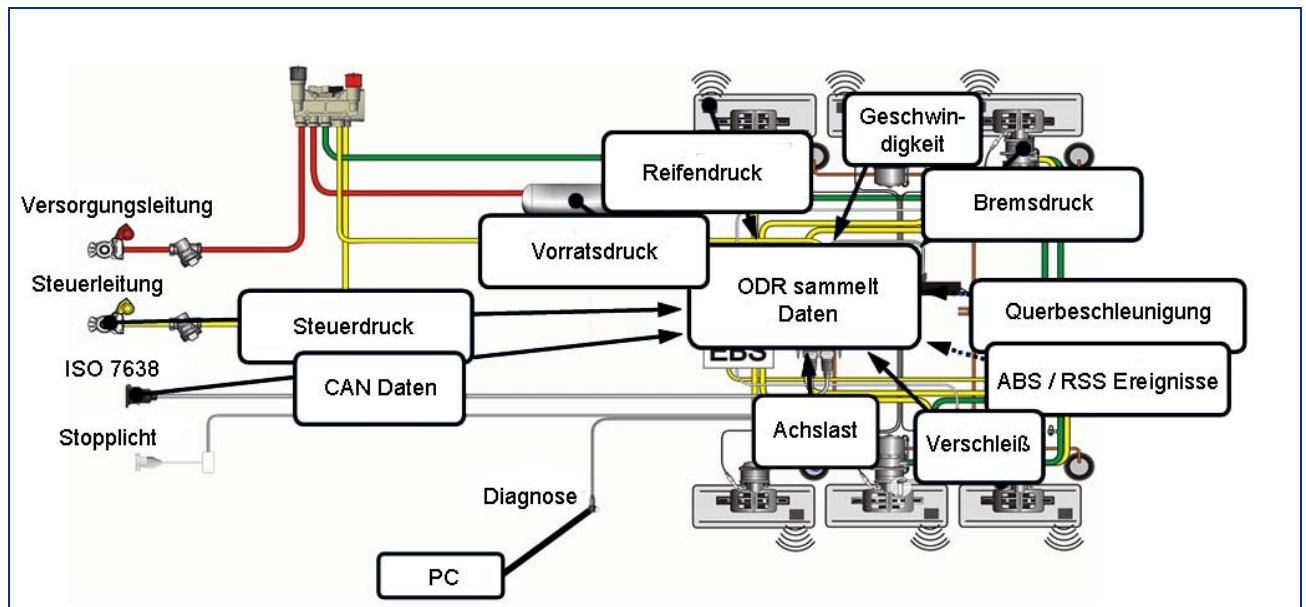 Geschwin-
digkeit
Reifendruck
Bremsdruck
Versorgungsleitung
Vorratsdruck
Steuerleitung
ODR sammelt
Daten
Steuerdruck
Querbeschleunigung
ISO 7638
EBS
CAN Daten
ABS / RSS Ereignisse
Stopplicht
Achslast
Verschleiß
Diagnose
PC